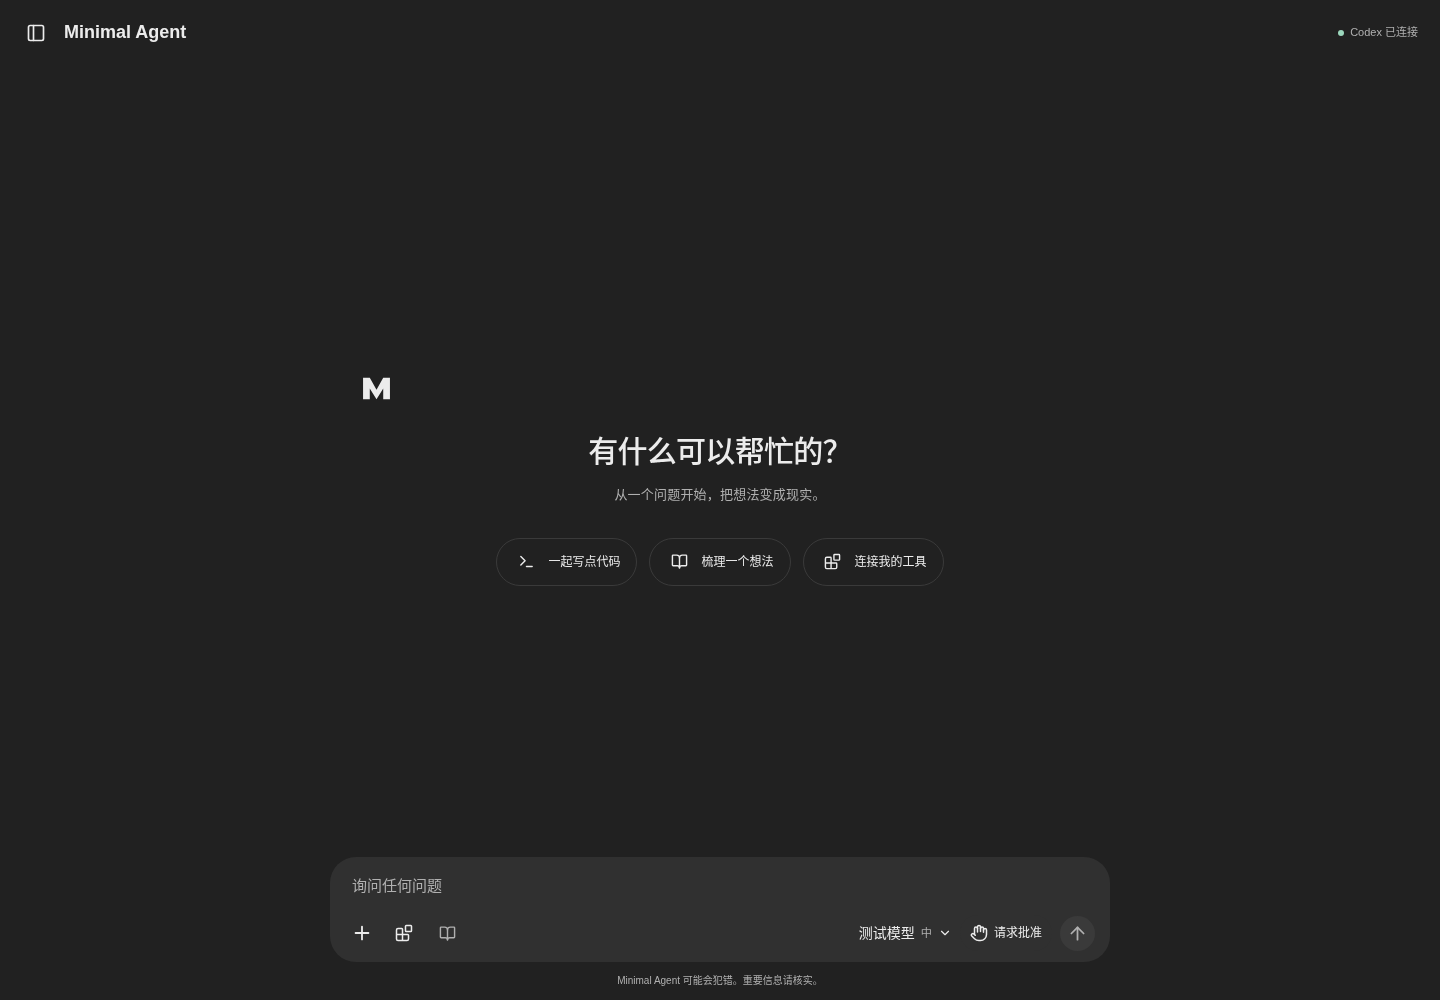 Minimal Agent
Codex 已连接
M
有什么可以帮忙的?
从一个问题开始，把想法变成现实。
一起写点代码
梳理一个想法
连接我的工具
询问任何问题
测试模型 中
请求批准
Minimal Agent 可能会犯错。重要信息请核实。